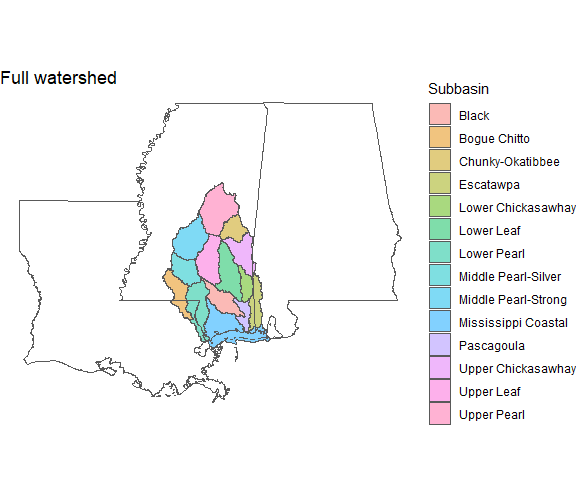 Full watershed
Subbasin
Black
Bogue Chitto
Chunky-Okatibbee
Escatawpa
Lower Chickasawhay
Lower Leaf
Lower Pearl
Middle Pearl-Silver
Middle Pearl-Strong
Mississippi Coastal
Pascagoula
Upper Chickasawhay
Upper Leaf
Upper Pearl